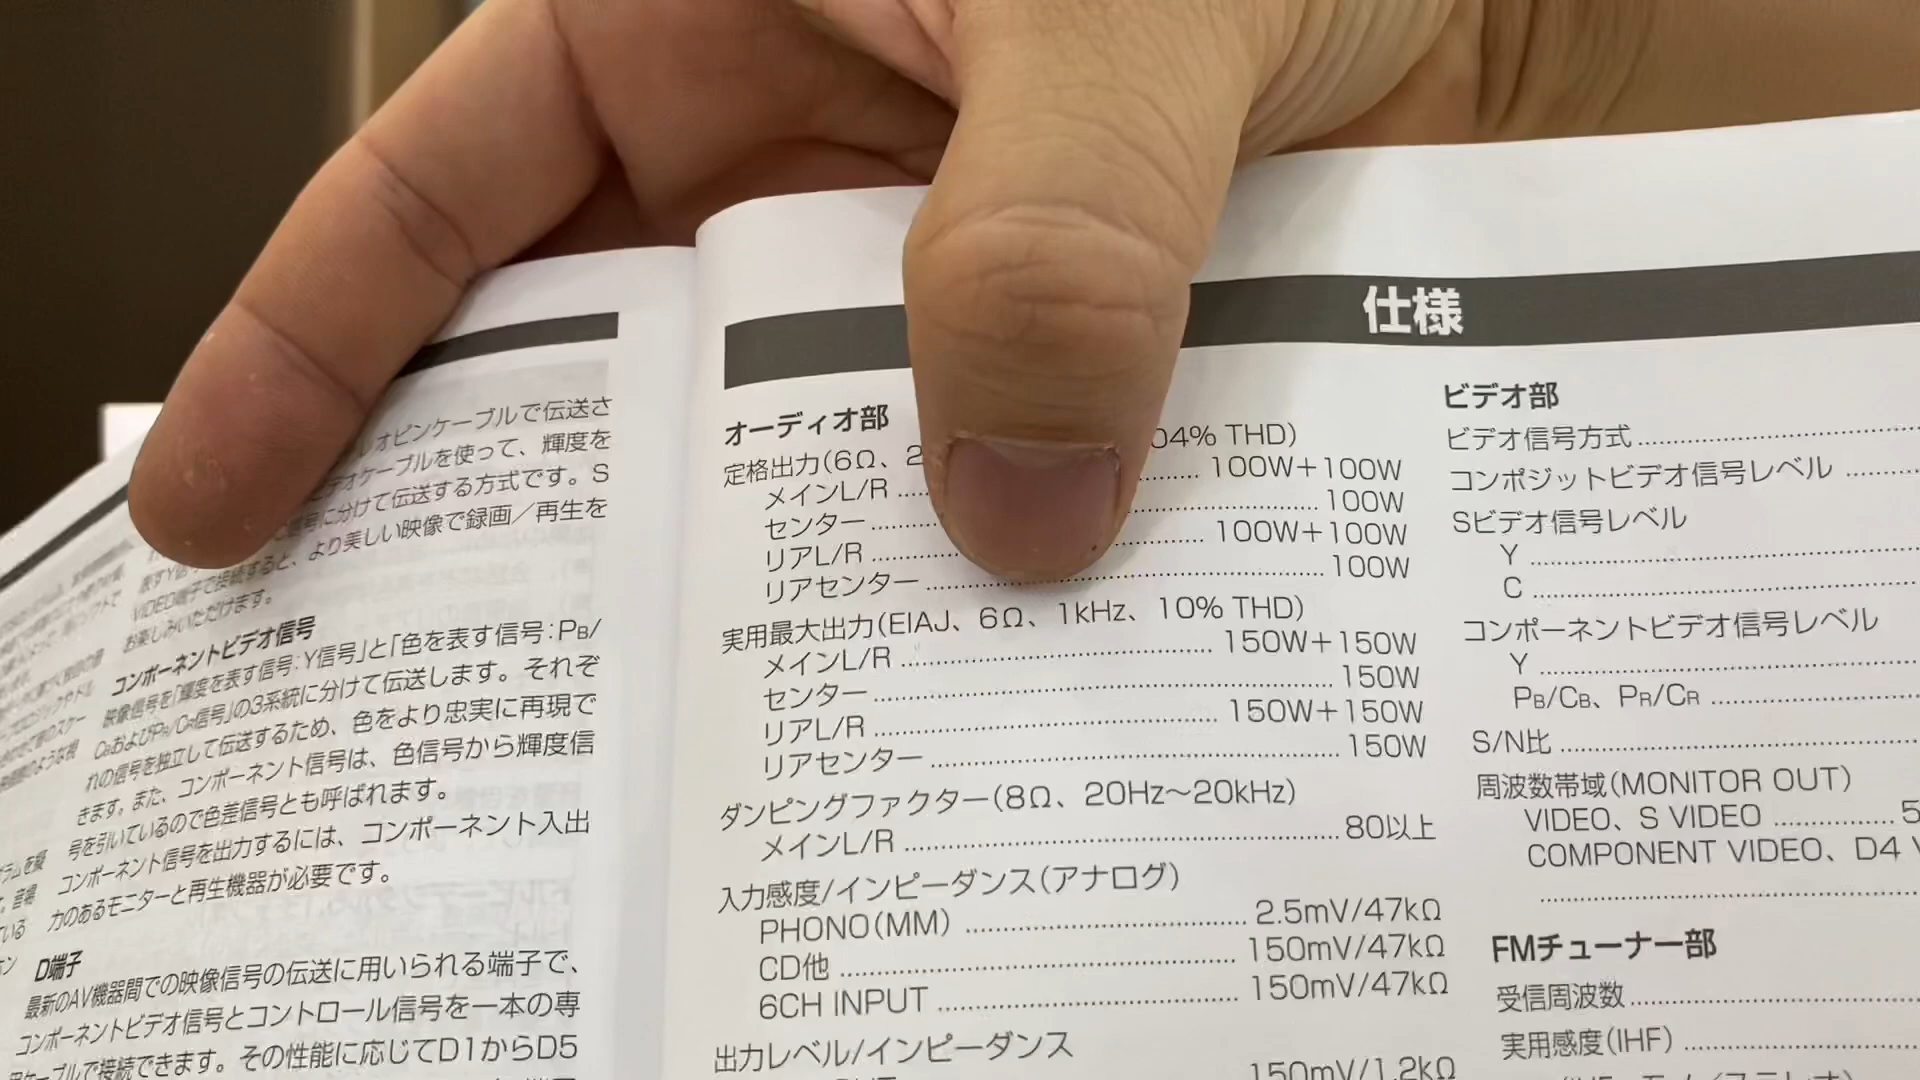 レオピンケーブルで伝送さ
デオケーブルを使って、輝度を
号に分けて伝送する方式です。S
より美しい映像で録画／再生を
VIDEO端子で接続すると、
お楽しみいただけます。
コンポーネントビデオ信号
映像信号を「輝度を表す信号：Y信号」と「色を表す信号：PB/
CBおよびPR/CR信号」の3系統に分けて伝送します。それぞ
れの信号を独立して伝送するため、色をより忠実に再現で
きます。また、コンポーネント信号は、色信号から輝度信
号を引いているので色差信号とも呼ばれます。
コンポーネント信号を出力するには、コンポーネント入出
力のあるモニターと再生機器が必要です。
D端子
最新のAV機器間での映像信号の伝送に用いられる端子で、
コンポーネントビデオ信号とコントロール信号を一本の専
用ケーブルで接続できます。その性能に応じてD1からD5
仕様
オーディオ部
定格出力(6Ω、2 04% THD)
メインL/R 100W+100W
センター 100W
リアL/R 100W+100W
リアセンター 100W
実用最大出力(EIAJ、6Ω、1kHz、10% THD)
メインL/R 150W+150W
センター 150W
リアL/R 150W+150W
リアセンター 150W
ダンピングファクター(8Ω、20Hz〜20kHz)
メインL/R 80以上
入力感度/インピーダンス(アナログ)
PHONO(MM) 2.5mV/47kΩ
CD他 150mV/47kΩ
6CH INPUT 150mV/47kΩ
出力レベル/インピーダンス
150mV/1.2kΩ
ビデオ部
ビデオ信号方式
コンポジットビデオ信号レベル
Sビデオ信号レベル
Y
C
コンポーネントビデオ信号レベル
Y
PB/CB、PR/CR
S/N比
周波数帯域(MONITOR OUT)
VIDEO、S VIDEO 5
COMPONENT VIDEO、D4
FMチューナー部
受信周波数
実用感度(IHF)